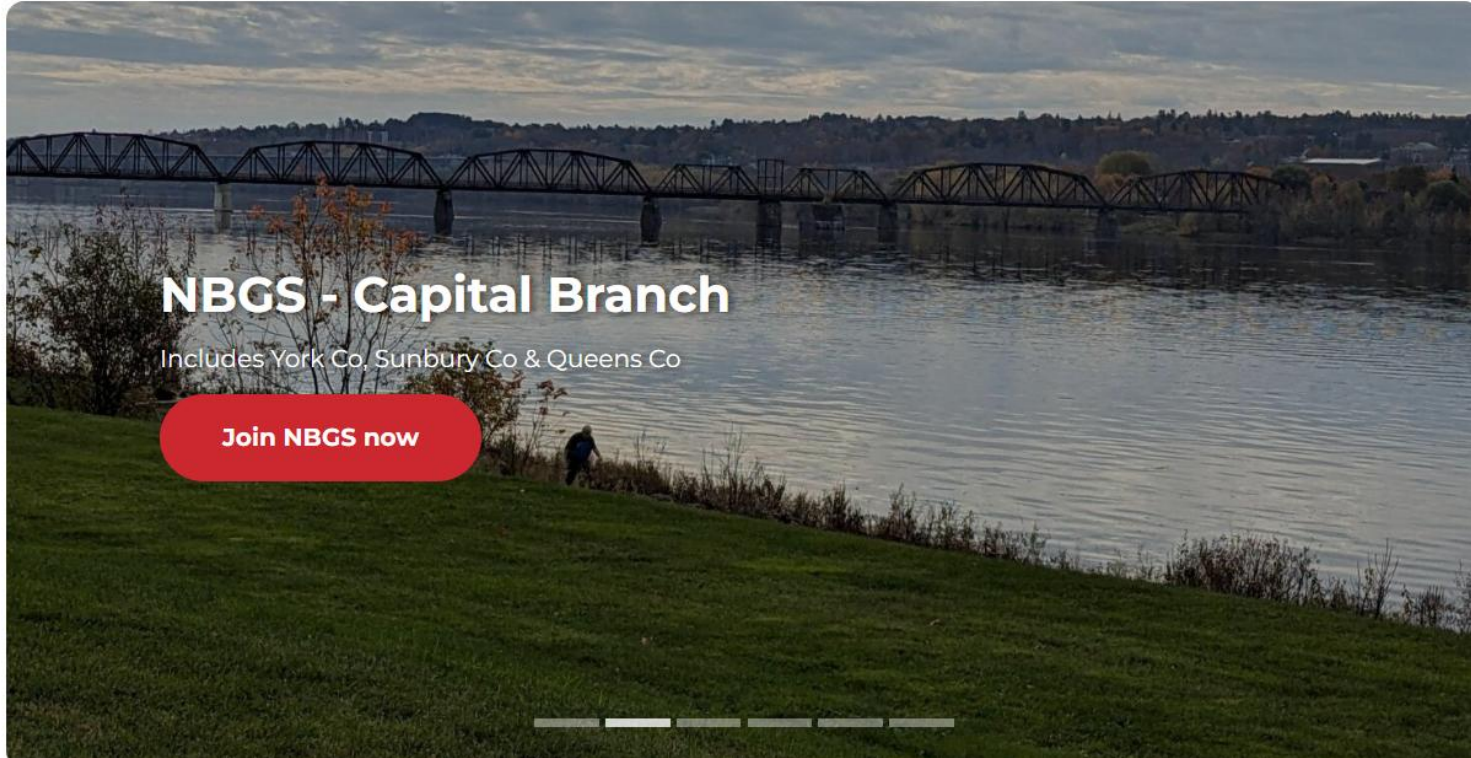 NBGS - Capital Branch
Includes York Co, Sunbury Co & Queens Co
Join NBGS now